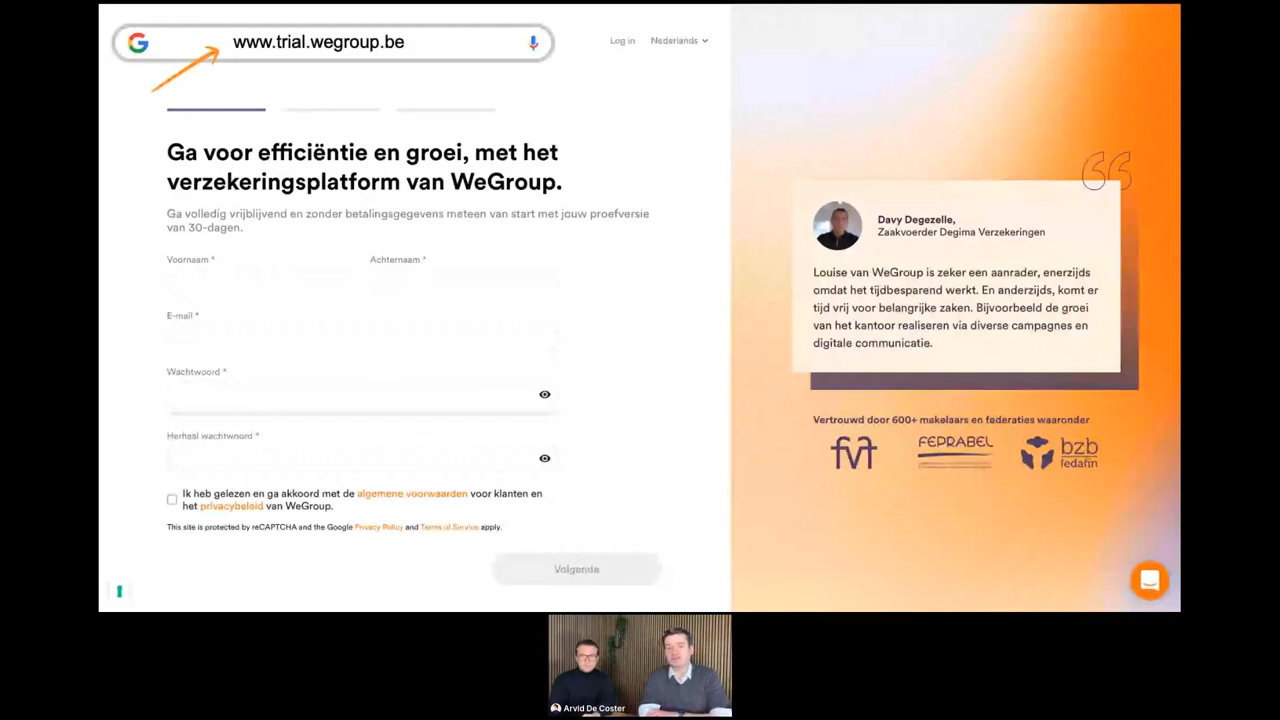 www.trial.wegroup.be
Log in
Nederlands
Ga voor efficiëntie en groei, met het
verzekeringsplatform van WeGroup.
Ga volledig vrijblijvend en zonder betalingsgegevens meteen van start met jouw proefversie
van 30-dagen.
Voornaam *
Achternaam *
E-mail *
Wachtwoord *
Herhaal wachtwoord *
Ik heb gelezen en ga akkoord met de algemene voorwaarden voor klanten en
het privacybeleid van WeGroup.
This site is protected by reCAPTCHA and the Google Privacy Policy and Terms of Service apply.
Volgende
Davy Degezelle,
Zaakvoerder Degima Verzekeringen
Louise van WeGroup is zeker een aanrader, enerzijds
omdat het tijdbesparend werkt. En anderzijds, komt er
tijd vrij voor belangrijke zaken. Bijvoorbeeld de groei
van het kantoor realiseren via diverse campagnes en
digitale communicatie.
Vertrouwd door 600+ makelaars en federaties waaronder
fvf
FEPRABEL
bzb
fedafin
Arvid De Coster